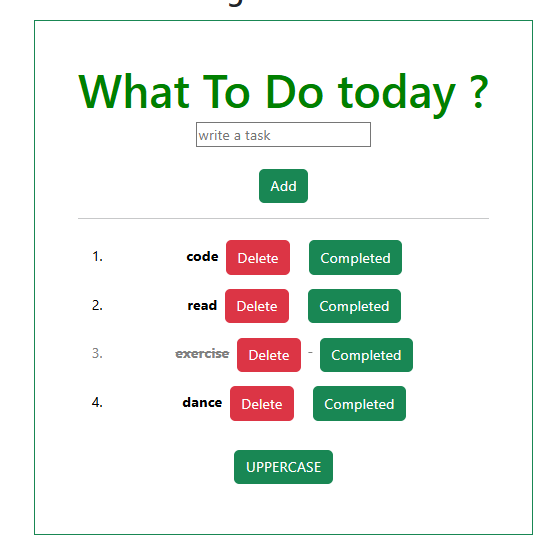 What To Do today ?
write a task
Add
1. code Delete Completed
2. read Delete Completed
3. exercise Delete - Completed
4. dance Delete Completed
UPPERCASE